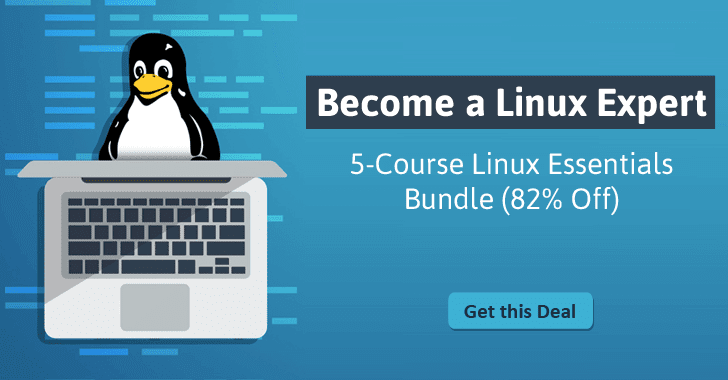 Become a Linux Expert
5-Course Linux Essentials
Bundle (82% Off)
Get this Deal